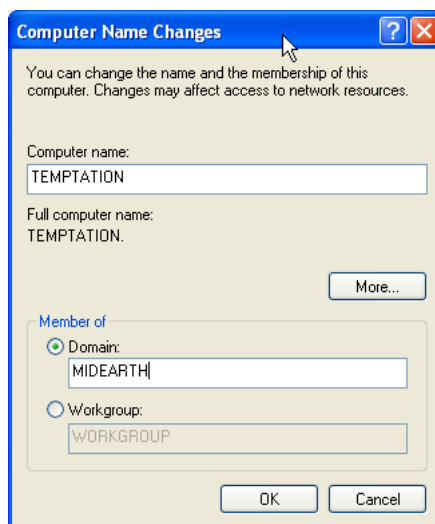 Computer Name Changes
You can change the name and the membership of this
computer. Changes may affect access to network resources.
Computer name:
TEMPTATION
Full computer name:
TEMPTATION.
More...
Member of
Domain:
MIDEARTH
Workgroup:
WORKGROUP
OK Cancel